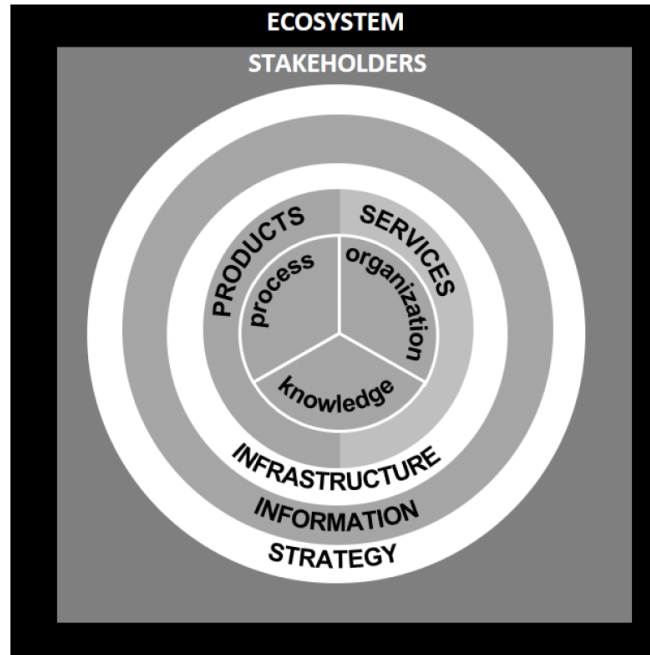 ECOSYSTEM
STAKEHOLDERS
PRODUCTS
SERVICES
process
organization
knowledge
INFRASTRUCTURE
INFORMATION
STRATEGY